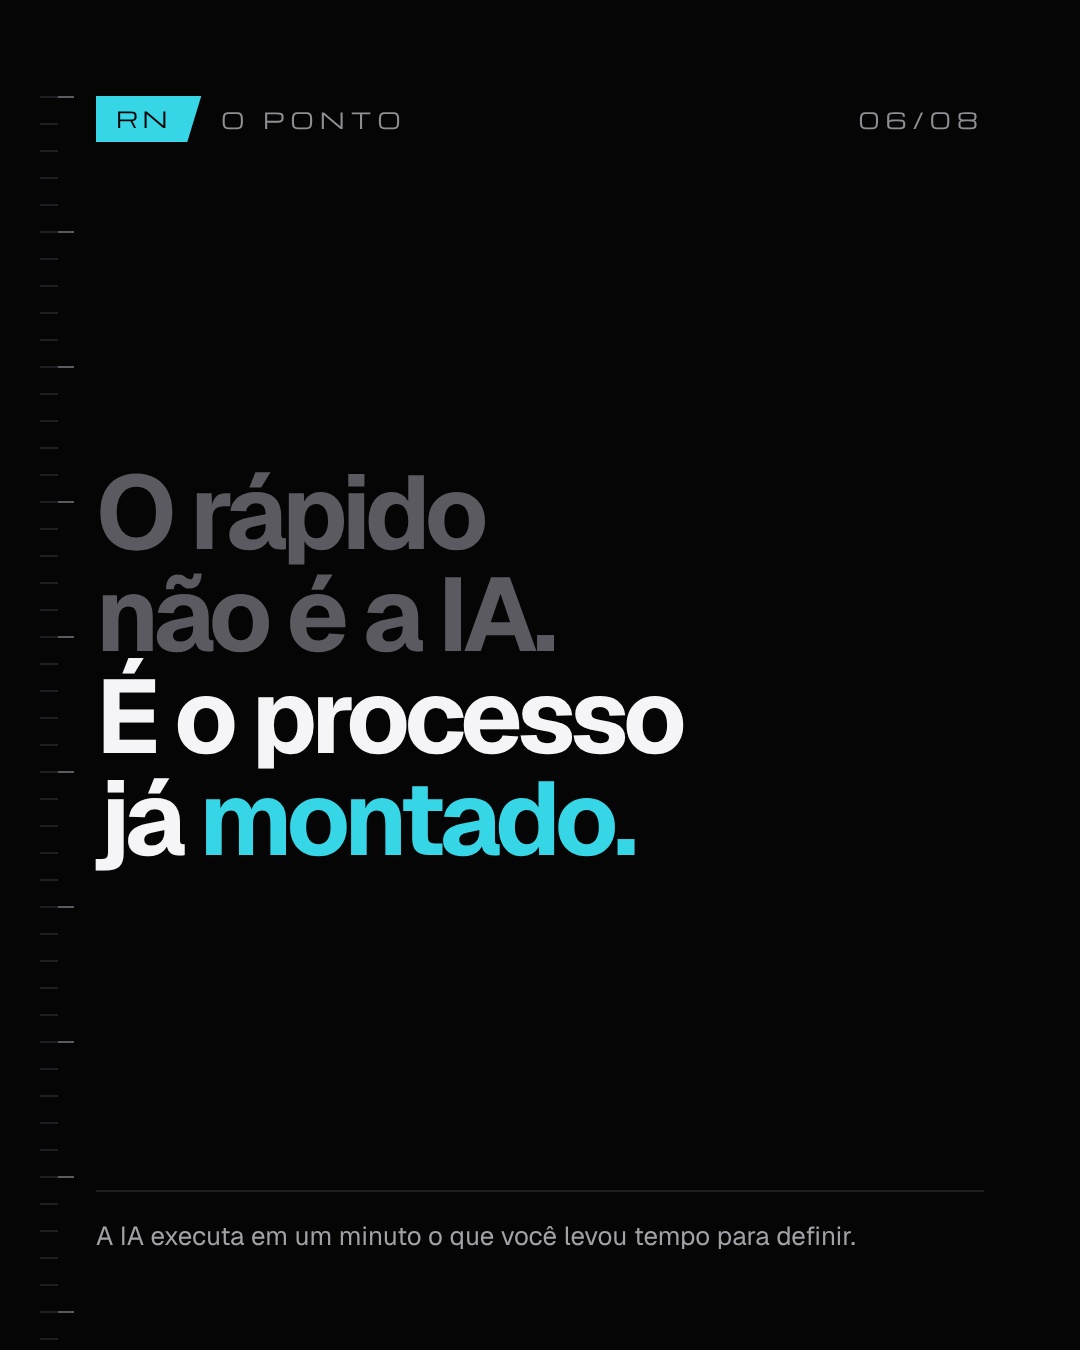 RN O PONTO 06/08
O rápido
não é a IA.
É o processo
já montado.
A IA executa em um minuto o que você levou tempo para definir.